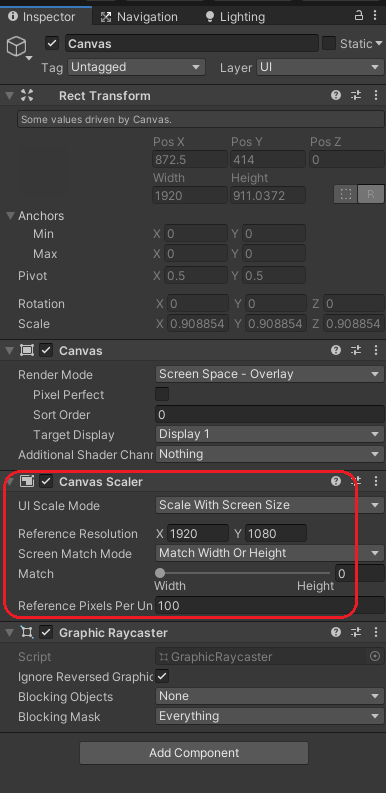 Inspector Navigation Lighting
Canvas Static
Tag Untagged Layer UI
Rect Transform
Some values driven by Canvas.
Pos X Pos Y Pos Z
872.5 414 0
Width Height
1920 911.0372 R
Anchors
Min X 0 Y 0
Max X 0 Y 0
Pivot X 0.5 Y 0.5
Rotation X 0 Y 0 Z 0
Scale X 0.908854 Y 0.908854 Z 0.908854
Canvas
Render Mode Screen Space - Overlay
Pixel Perfect
Sort Order 0
Target Display Display 1
Additional Shader Chann Nothing
Canvas Scaler
UI Scale Mode Scale With Screen Size
Reference Resolution X 1920 Y 1080
Screen Match Mode Match Width Or Height
Match 0
Width Height
Reference Pixels Per Un 100
Graphic Raycaster
Script GraphicRaycaster
Ignore Reversed Graphic
Blocking Objects None
Blocking Mask Everything
Add Component